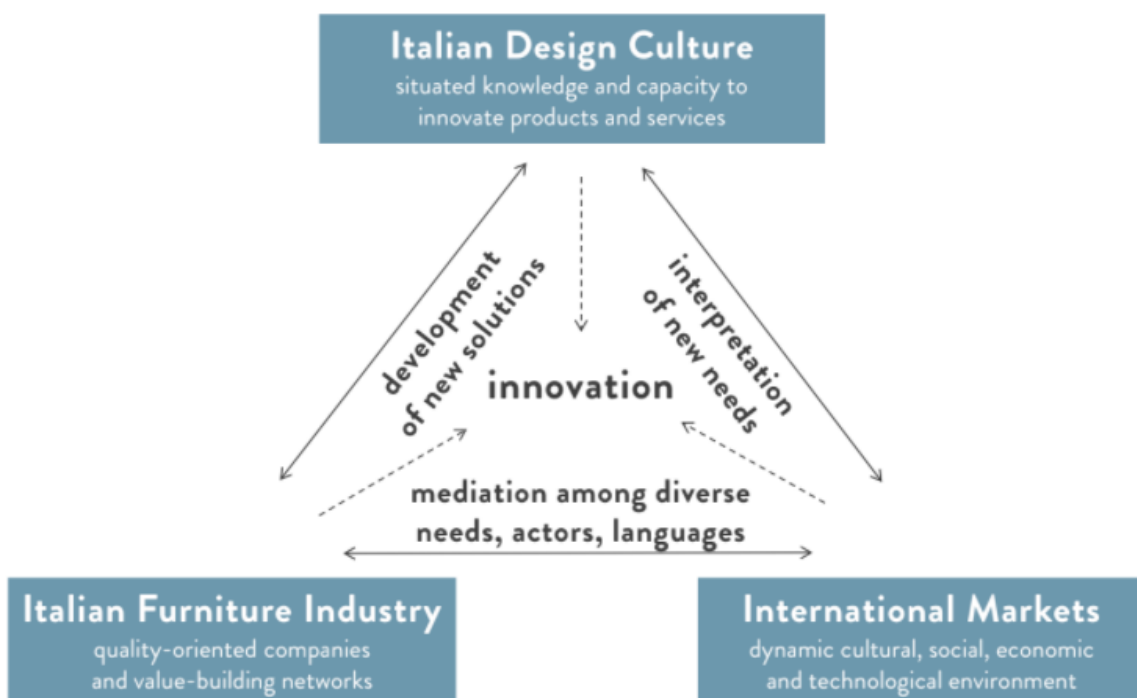 Italian Design Culture
situated knowledge and capacity to
innovate products and services
development
of new solutions
interpretation
of new needs
innovation
mediation among diverse
needs, actors, languages
Italian Furniture Industry
quality-oriented companies
and value-building networks
International Markets
dynamic cultural, social, economic
and technological environment